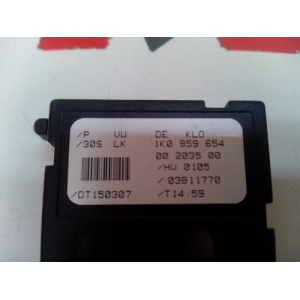 /P VW DE KLO
/30S LK 1K0 959 654
00 2035 00
/HW 0105
/03811770
/DT150307 /T14:59